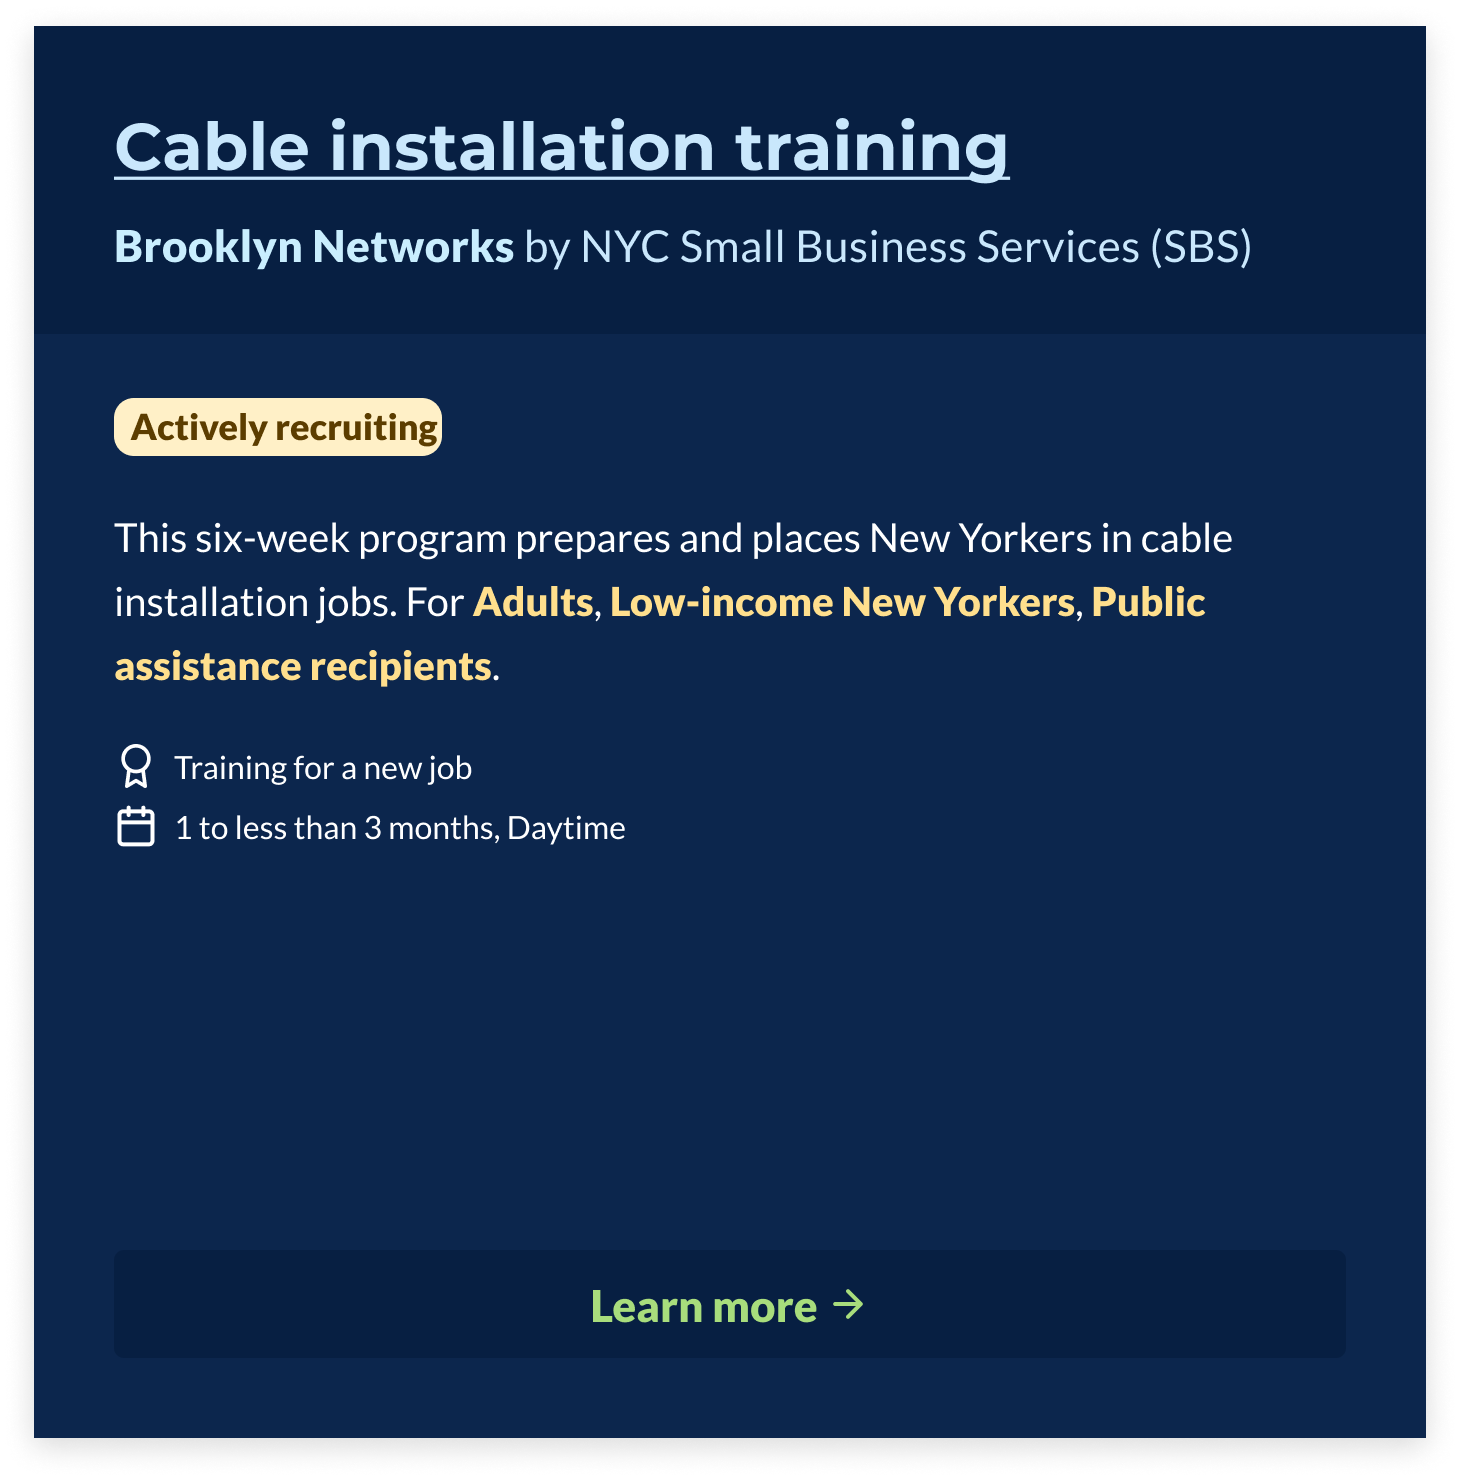 Cable installation training
Brooklyn Networks by NYC Small Business Services (SBS)
Actively recruiting
This six-week program prepares and places New Yorkers in cable
installation jobs. For Adults, Low-income New Yorkers, Public
assistance recipients.
Training for a new job
1 to less than 3 months, Daytime
Learn more →